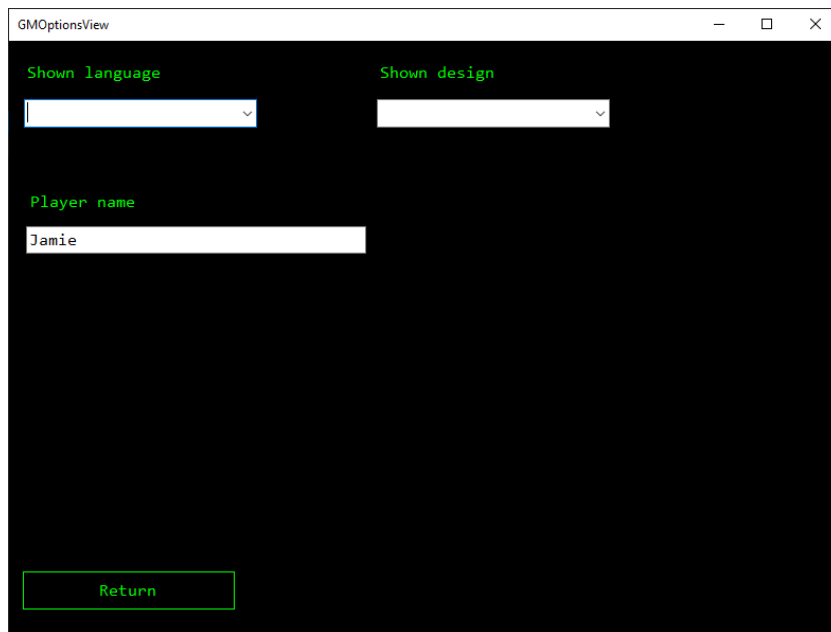 GMOptionsView
Shown language
Shown design
Player name
Jamie
Return